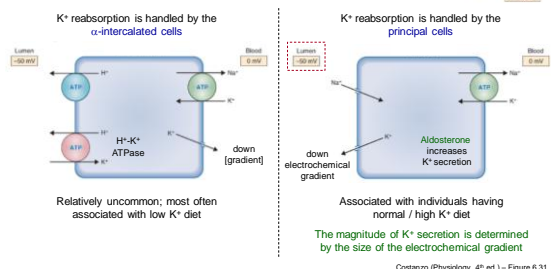 K⁺ reabsorption is handled by the
α-intercalated cells
Lumen
-50 mV
Blood
0 mV
H⁺
Na⁺
ATP
ATP
K⁺
H⁺
K⁺
H⁺-K⁺
ATPase
ATP
K⁺
down
[gradient]
Relatively uncommon; most often
associated with low K⁺ diet
K⁺ reabsorption is handled by the
principal cells
Lumen
-50 mV
Blood
0 mV
Na⁺
Na⁺
ATP
K⁺
K⁺
Aldosterone
increases
K⁺ secretion
down
electrochemical
gradient
Associated with individuals having
normal / high K⁺ diet
The magnitude of K⁺ secretion is determined
by the size of the electrochemical gradient
Costanzo (Physiology, 4th ed.) – Figure 6.31